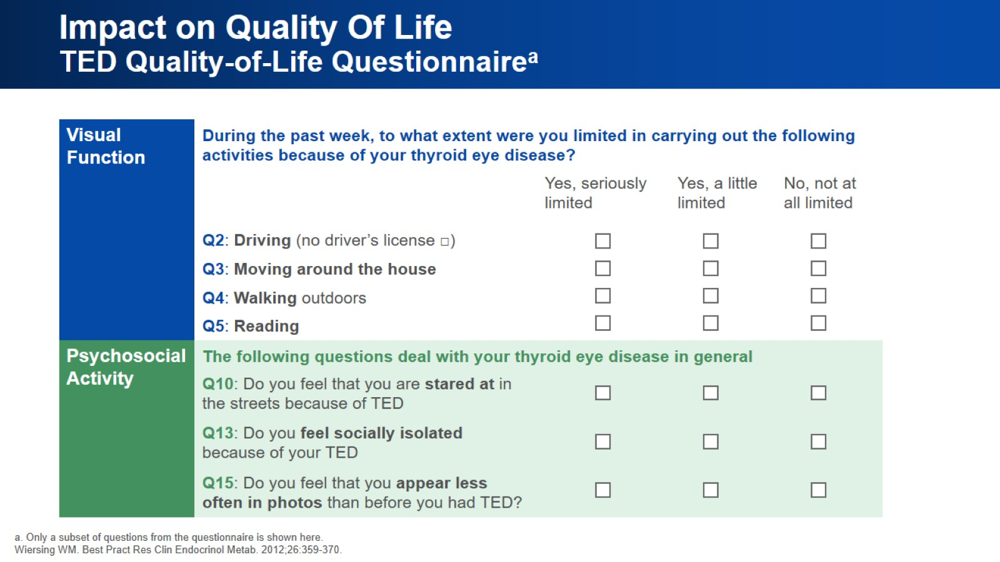 Impact on Quality Of Life
TED Quality-of-Life Questionnaireᵃ
Visual
Function
During the past week, to what extent were you limited in carrying out the following
activities because of your thyroid eye disease?
Yes, seriously
limited
Yes, a little
limited
No, not at
all limited
Q2: Driving (no driver's license □)
Q3: Moving around the house
Q4: Walking outdoors
Q5: Reading
Psychosocial
Activity
The following questions deal with your thyroid eye disease in general
Q10: Do you feel that you are stared at in
the streets because of TED
Q13: Do you feel socially isolated
because of your TED
Q15: Do you feel that you appear less
often in photos than before you had TED?
a. Only a subset of questions from the questionnaire is shown here.
Wiersing WM. Best Pract Res Clin Endocrinol Metab. 2012;26:359-370.